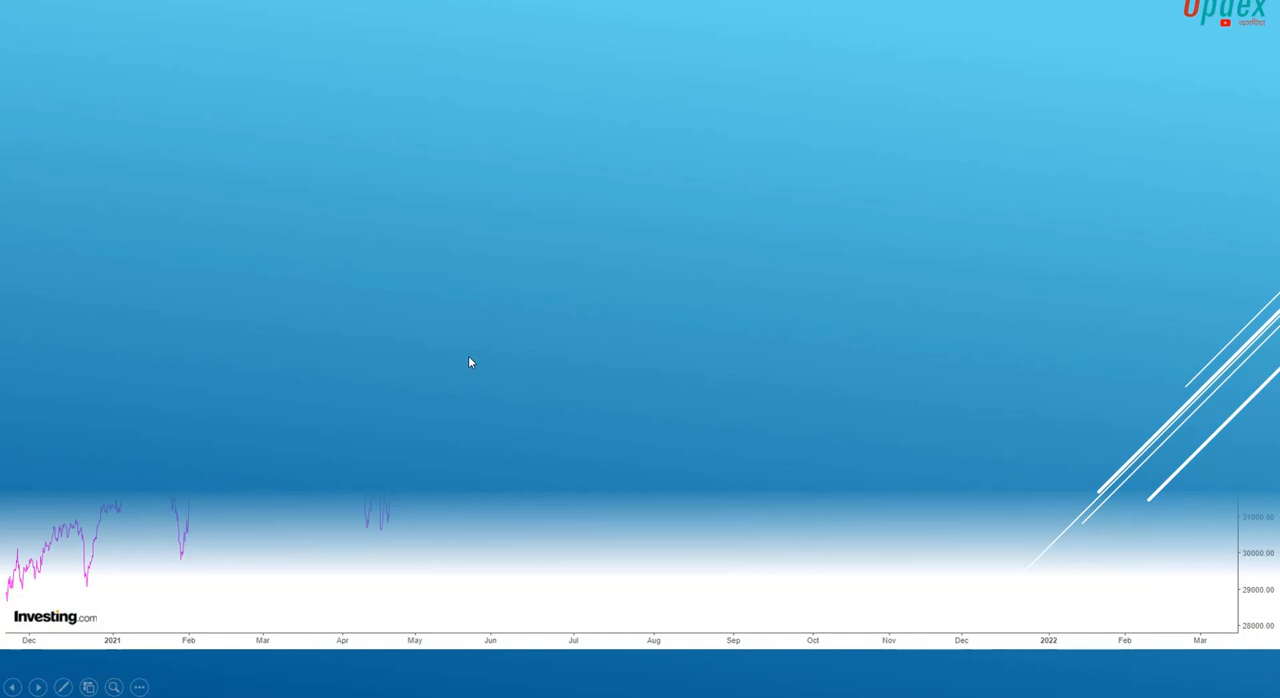 Updex
অসমীয়া
31000.00
30000.00
29000.00
28000.00
Investing.com
Dec 2021 Feb Mar Apr May Jun Jul Aug Sep Oct Nov Dec 2022 Feb Mar